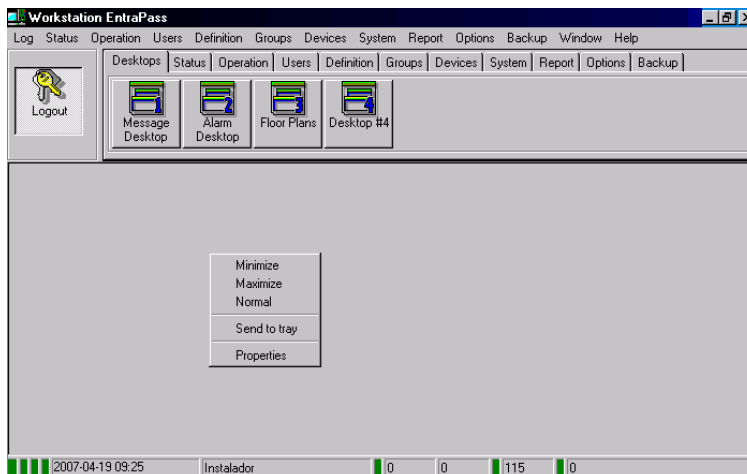 Workstation EntraPass
Log Status Operation Users Definition Groups Devices System Report Options Backup Window Help
Desktops Status Operation Users Definition Groups Devices System Report Options Backup
Logout
1 2 3 4
Message Desktop
Alarm Desktop
Floor Plans
Desktop #4
Minimize
Maximize
Normal
Send to tray
Properties
2007-04-19 09:25 Instalador 0 0 115 0